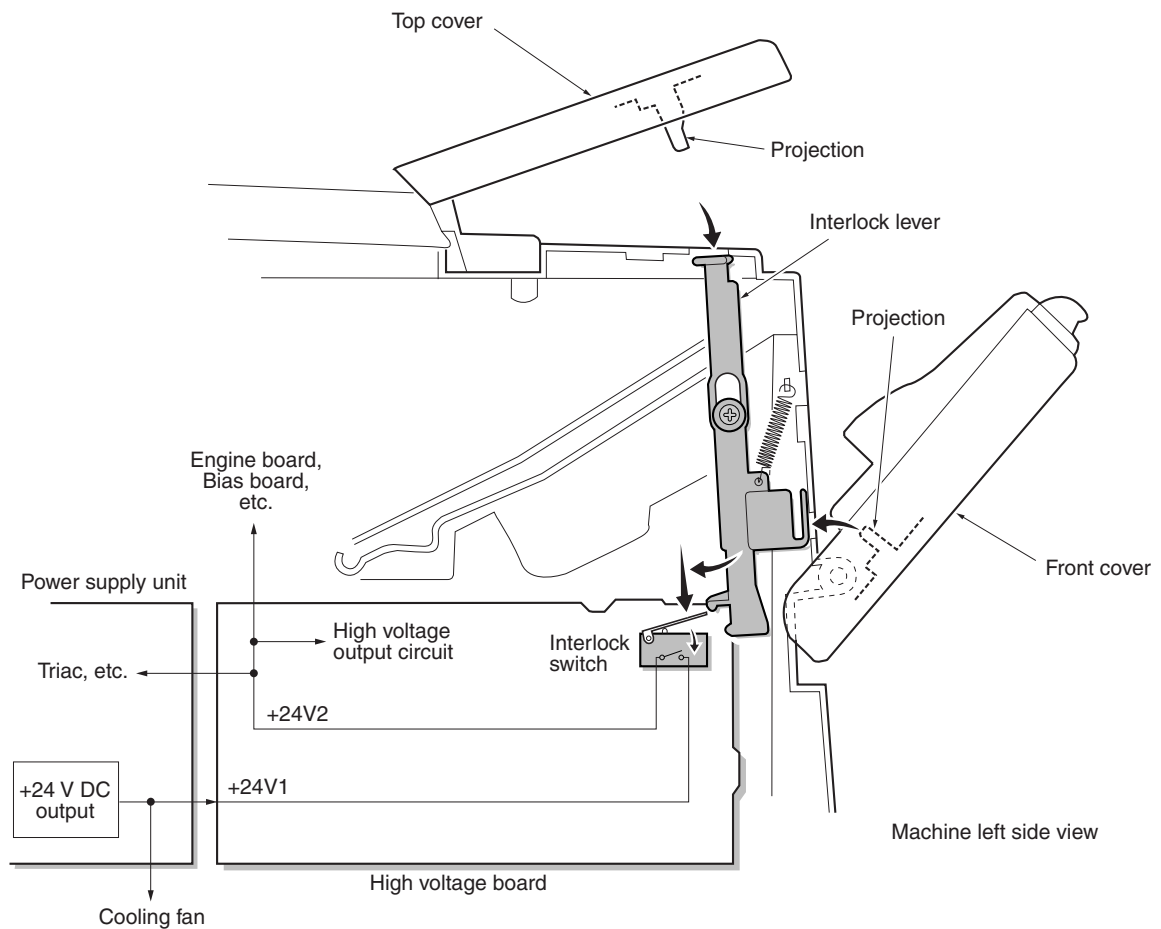 Top cover
Projection
Interlock lever
Projection
Engine board,
Bias board,
etc.
Front cover
Power supply unit
High voltage
output circuit
Interlock
switch
Triac, etc.
+24V2
+24 V DC
output
+24V1
Machine left side view
High voltage board
Cooling fan